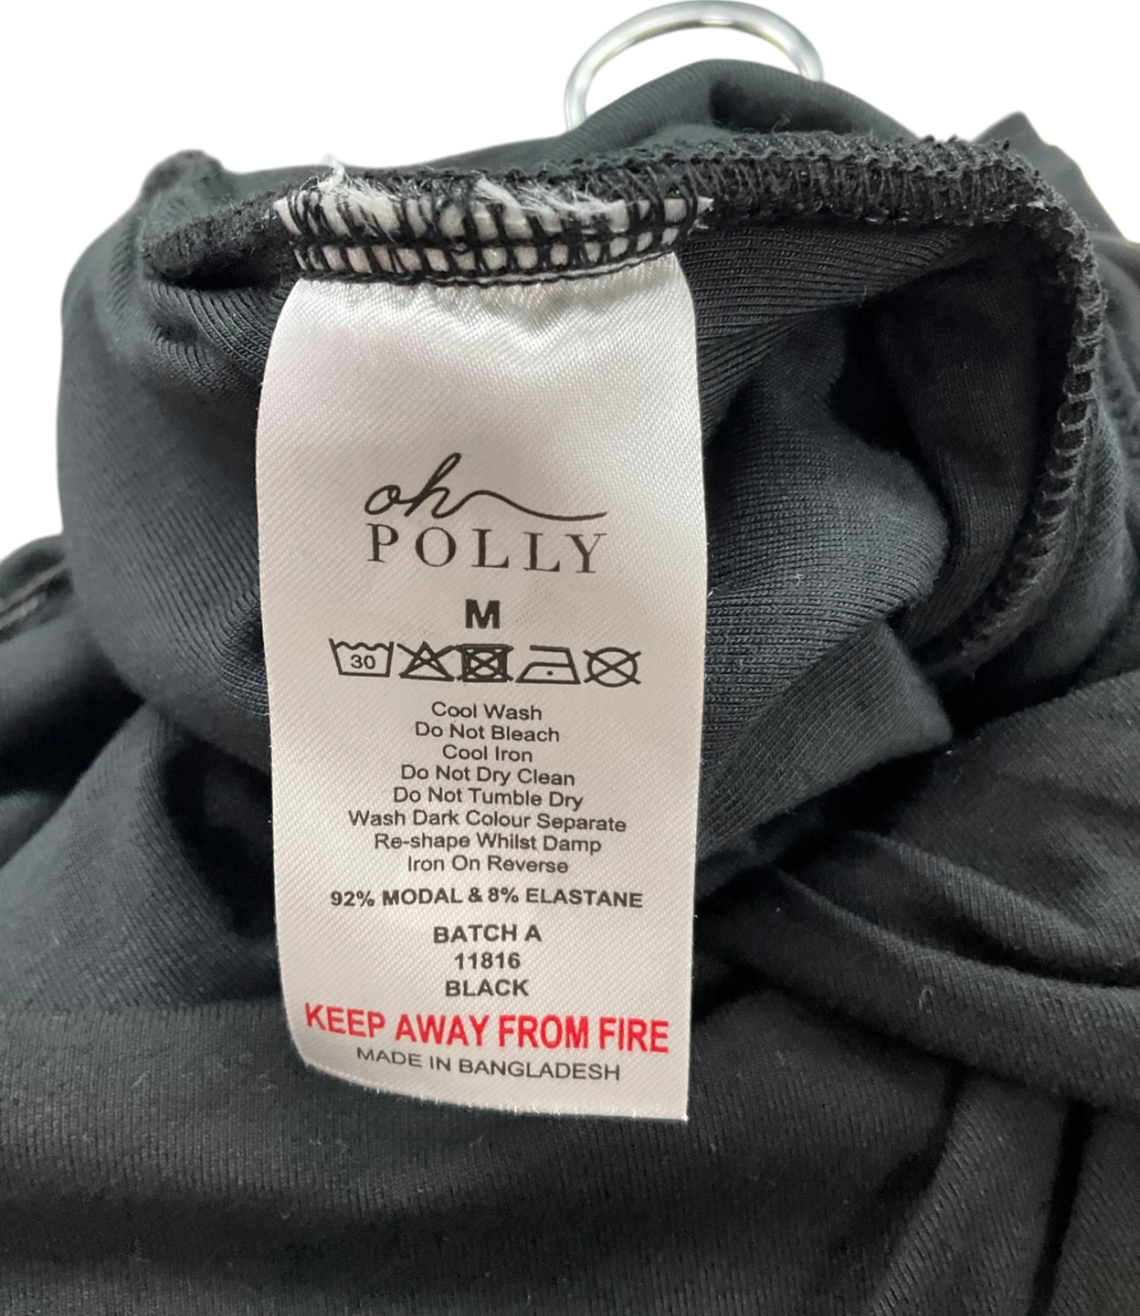 oh
POLLY
M
30
Cool Wash
Do Not Bleach
Cool Iron
Do Not Dry Clean
Do Not Tumble Dry
Wash Dark Colour Separate
Re-shape Whilst Damp
Iron On Reverse
92% MODAL & 8% ELASTANE
BATCH A
11816
BLACK
KEEP AWAY FROM FIRE
MADE IN BANGLADESH